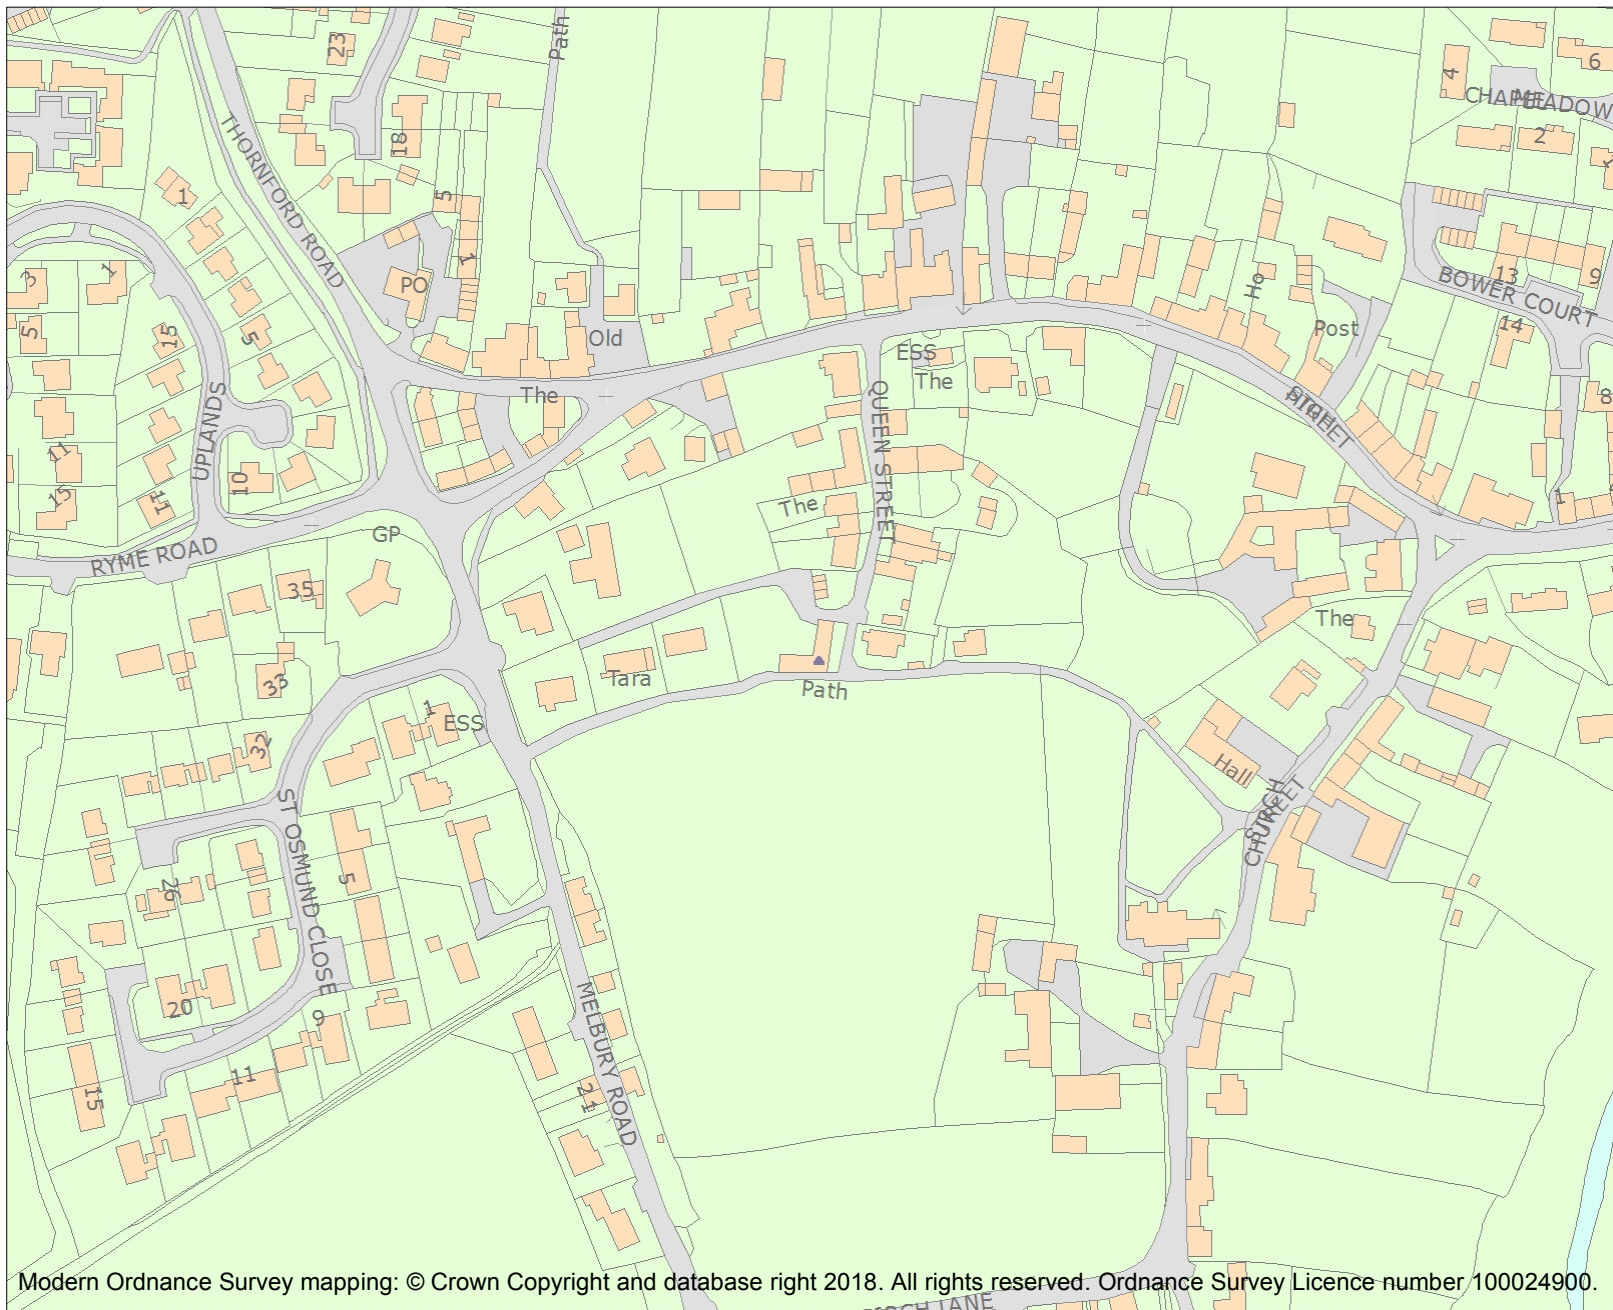 Path
23
6
4
CHAPEL
MEADOW
2
THORNFORD ROAD
18
1
5
1
PO
3
1
5
15
5
Old
The
UPLANDS
11
15
11
10
GP
RYME ROAD
35
33
ESS
The
QUEEN STREET
The
Ho
Post
HIGH
STREET
BOWER COURT
13
9
14
8
1
The
Tara
Path
1
ESS
32
ST OSMUND CLOSE
5
26
20
9
11
15
Hall
CHURCH
STREET
MELBURY ROAD
21
Modern Ordnance Survey mapping: © Crown Copyright and database right 2018. All rights reserved. Ordnance Survey Licence number 100024900.